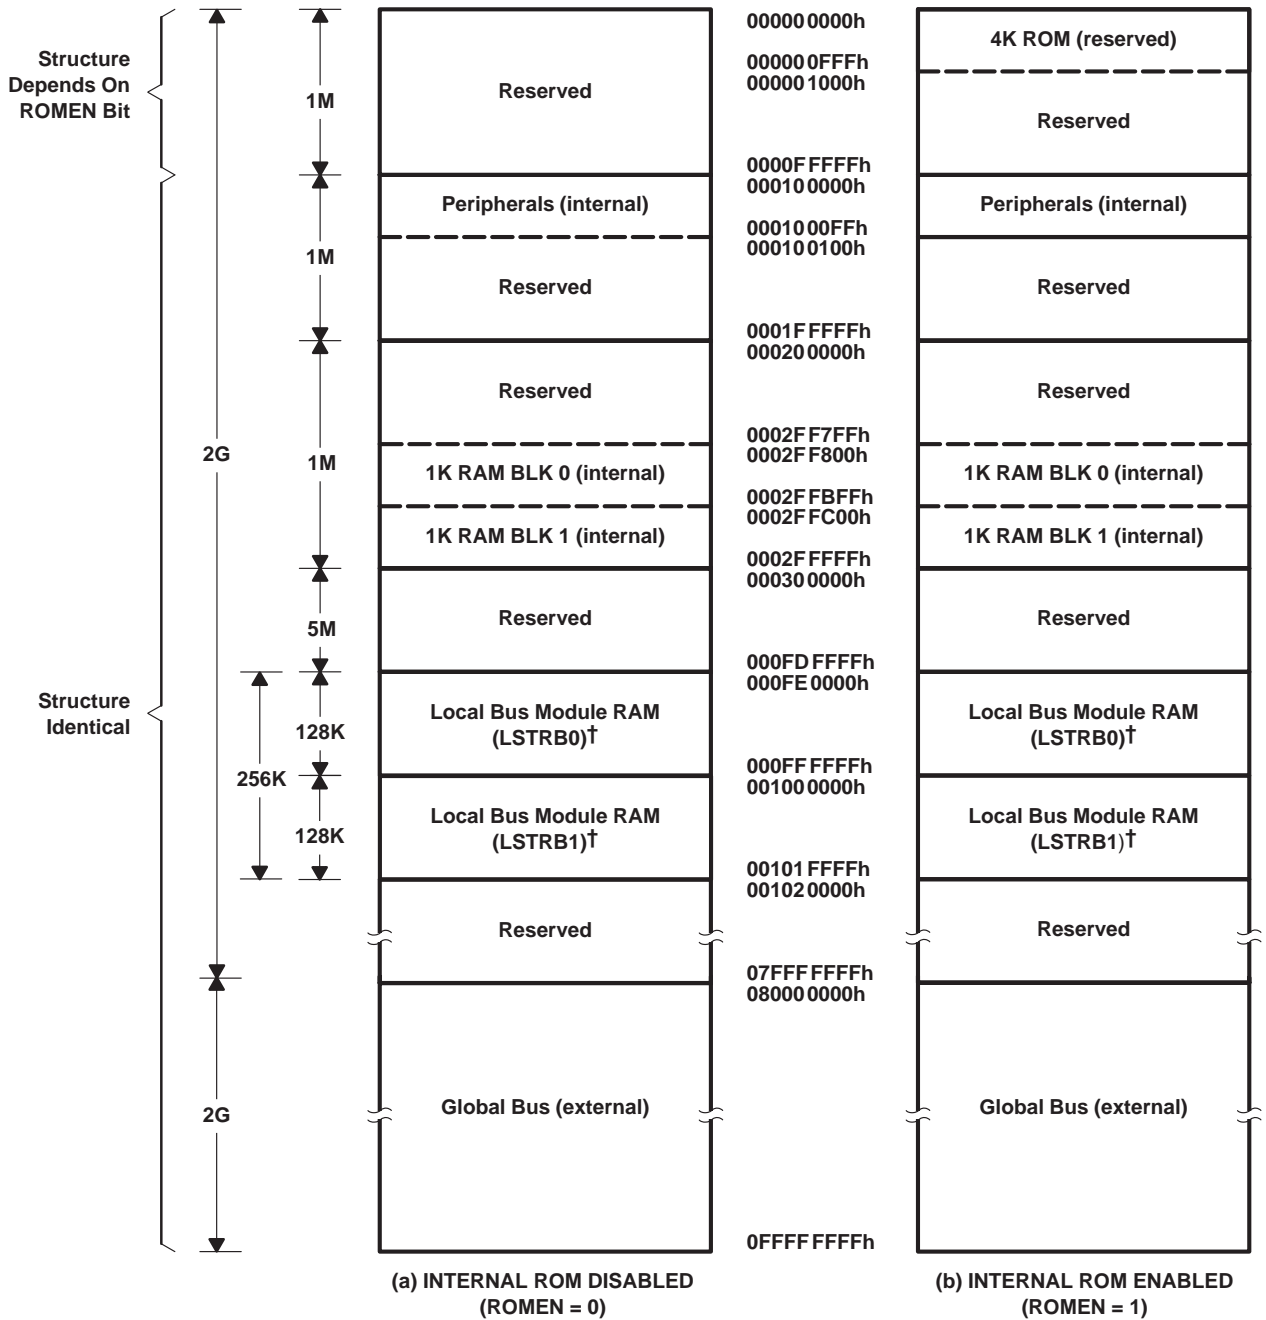 Structure
Depends On
ROMEN Bit
Structure
Identical
2G
2G
1M
1M
1M
5M
128K
256K
128K
Reserved
Peripherals (internal)
Reserved
Reserved
1K RAM BLK 0 (internal)
1K RAM BLK 1 (internal)
Reserved
Local Bus Module RAM
(LSTRB0)†
Local Bus Module RAM
(LSTRB1)†
Reserved
Global Bus (external)
(a) INTERNAL ROM DISABLED
(ROMEN = 0)
00000 0000h
00000 0FFFh
00000 1000h
0000F FFFFh
00010 0000h
00010 00FFh
00010 0100h
0001F FFFFh
00020 0000h
0002F F7FFh
0002F F800h
0002F FBFFh
0002F FC00h
0002F FFFFh
00030 0000h
000FD FFFFh
000FE 0000h
000FF FFFFh
00100 0000h
00101 FFFFh
00102 0000h
07FFF FFFFh
08000 0000h
0FFFF FFFFh
4K ROM (reserved)
Reserved
Peripherals (internal)
Reserved
Reserved
1K RAM BLK 0 (internal)
1K RAM BLK 1 (internal)
Reserved
Local Bus Module RAM
(LSTRB0)†
Local Bus Module RAM
(LSTRB1)†
Reserved
Global Bus (external)
(b) INTERNAL ROM ENABLED
(ROMEN = 1)